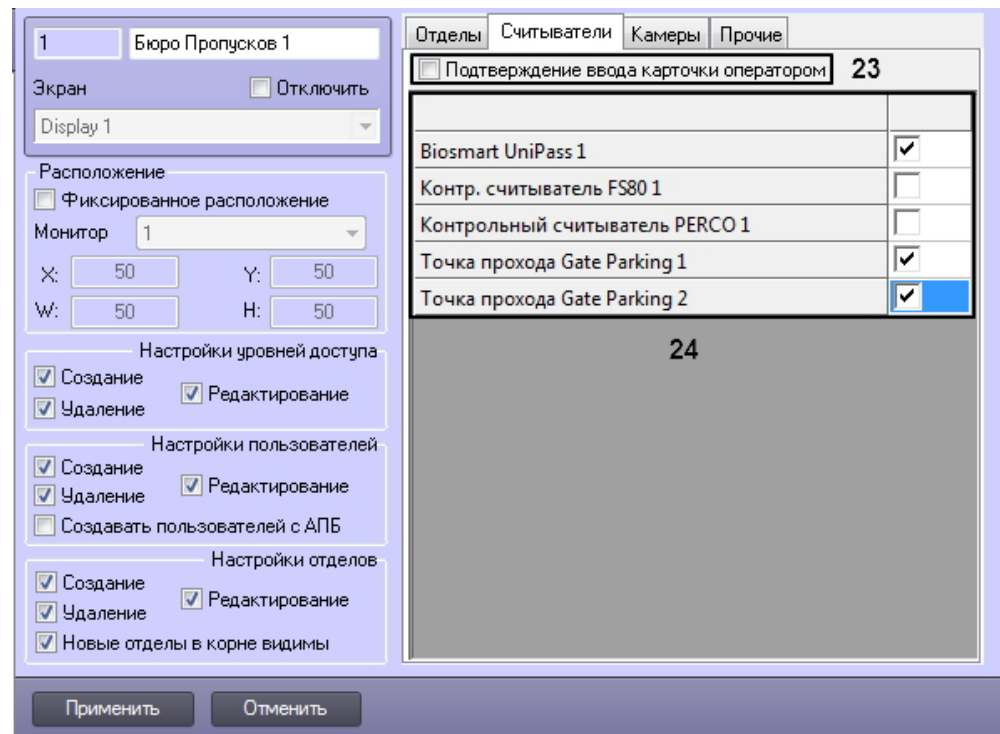 1 Бюро Пропусков 1
Экран Отключить
Display 1
Расположение
Фиксированное расположение
Монитор 1
X: 50 Y: 50
W: 50 H: 50
Настройки уровней доступа
Создание
Редактирование
Удаление
Настройки пользователей
Создание
Редактирование
Удаление
Создавать пользователей с АПБ
Настройки отделов
Создание
Редактирование
Удаление
Новые отделы в корне видимы
Отделы Считыватели Камеры Прочие
Подтверждение ввода карточки оператором 23
Biosmart UniPass 1
Контр. считыватель FS80 1
Контрольный считыватель PERCO 1
Точка прохода Gate Parking 1
Точка прохода Gate Parking 2
24
Применить Отменить